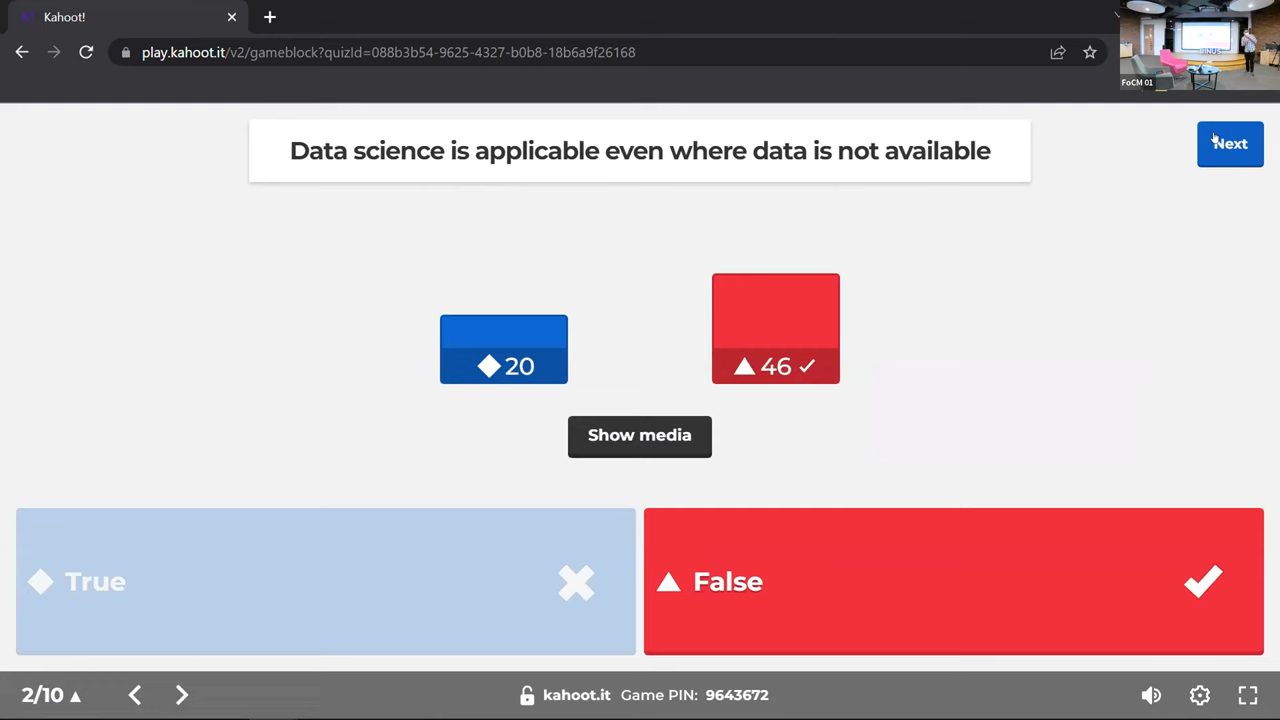 Kahoot!
play.kahoot.it/v2/gameblock?quizId=088b3b54-9625-4327-b0b8-18b6a9f26168
BINUS
FoCM 01
Data science is applicable even where data is not available
Next
20
46
Show media
True
False
2/10
kahoot.it Game PIN: 9643672